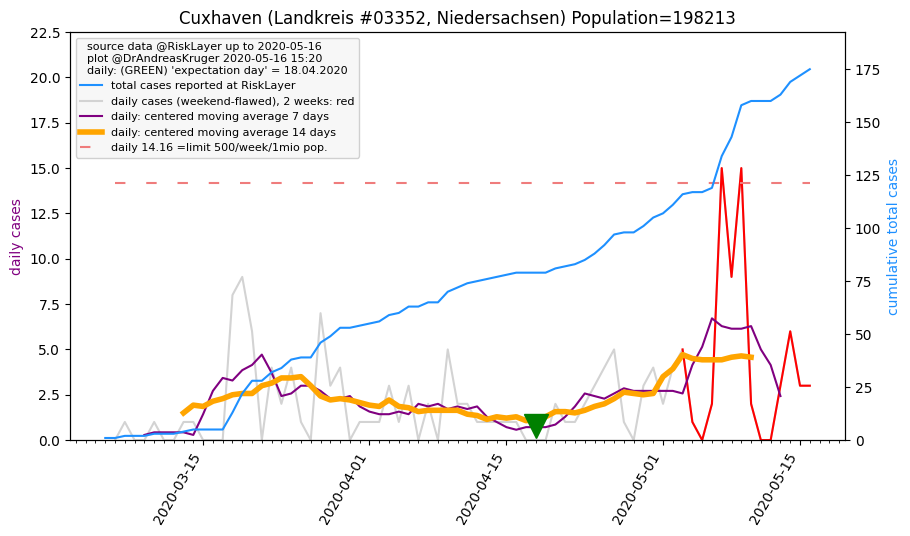 Cuxhaven (Landkreis #03352, Niedersachsen) Population=198213
source data @RiskLayer up to 2020-05-16
plot @DrAndreasKruger 2020-05-16 15:20
daily: (GREEN) 'expectation day' = 18.04.2020
total cases reported at RiskLayer
daily cases (weekend-flawed), 2 weeks: red
daily: centered moving average 7 days
daily: centered moving average 14 days
daily 14.16 =limit 500/week/1mio pop.
daily cases
22.5
20.0
17.5
15.0
12.5
10.0
7.5
5.0
2.5
0.0
175
150
125
100
75
50
25
0
cumulative total cases
2020-03-15
2020-04-01
2020-04-15
2020-05-01
2020-05-15